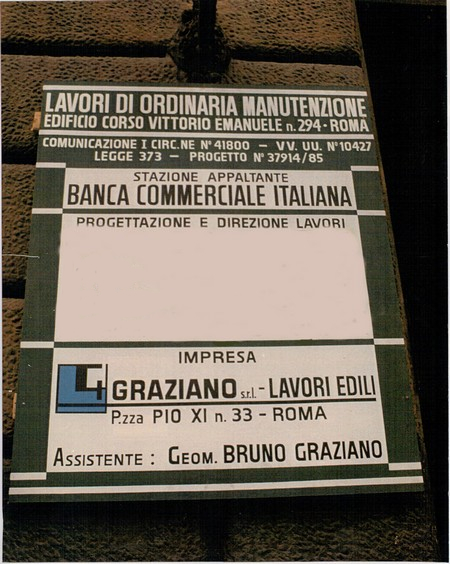 LAVORI DI ORDINARIA MANUTENZIONE
EDIFICIO CORSO VITTORIO EMANUELE n. 294 - ROMA
COMUNICAZIONE I CIRC.NE N° 41800 - VV. UU. N° 10427
LEGGE 373 - PROGETTO N° 37914/85
STAZIONE APPALTANTE
BANCA COMMERCIALE ITALIANA
PROGETTAZIONE E DIREZIONE LAVORI
IMPRESA
GRAZIANO s.r.l. - LAVORI EDILI
P.zza PIO XI n. 33 - ROMA
ASSISTENTE : GEOM. BRUNO GRAZIANO